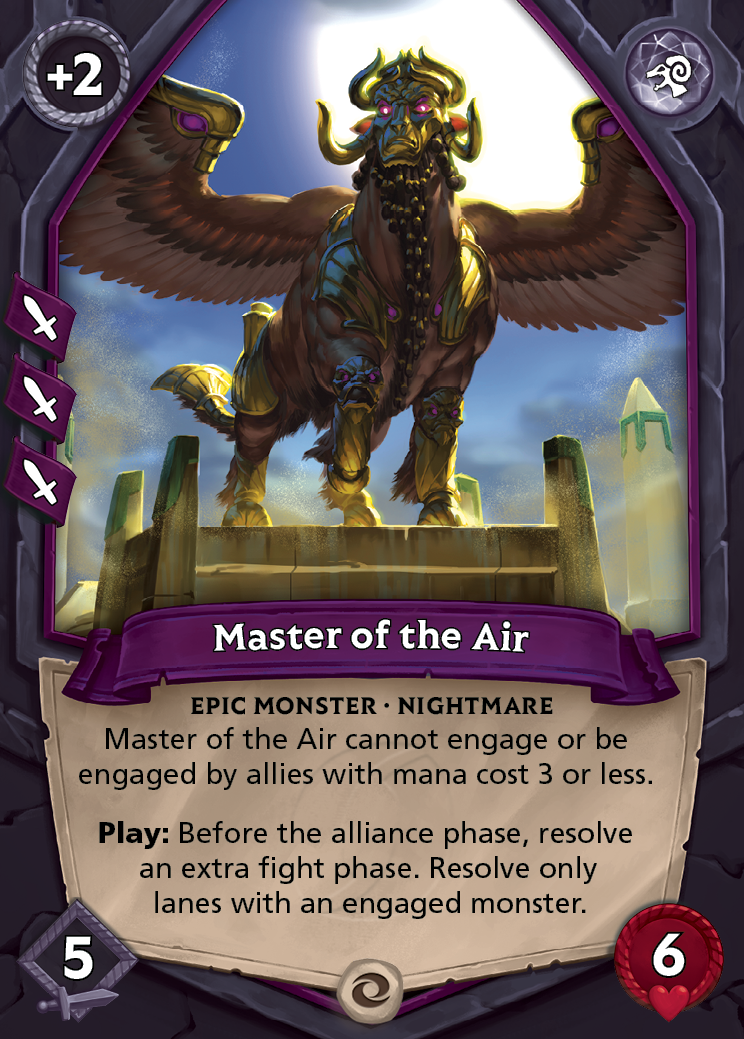 +2
Master of the Air
EPIC MONSTER · NIGHTMARE
Master of the Air cannot engage or be
engaged by allies with mana cost 3 or less.
Play: Before the alliance phase, resolve
an extra fight phase. Resolve only
lanes with an engaged monster.
5
6